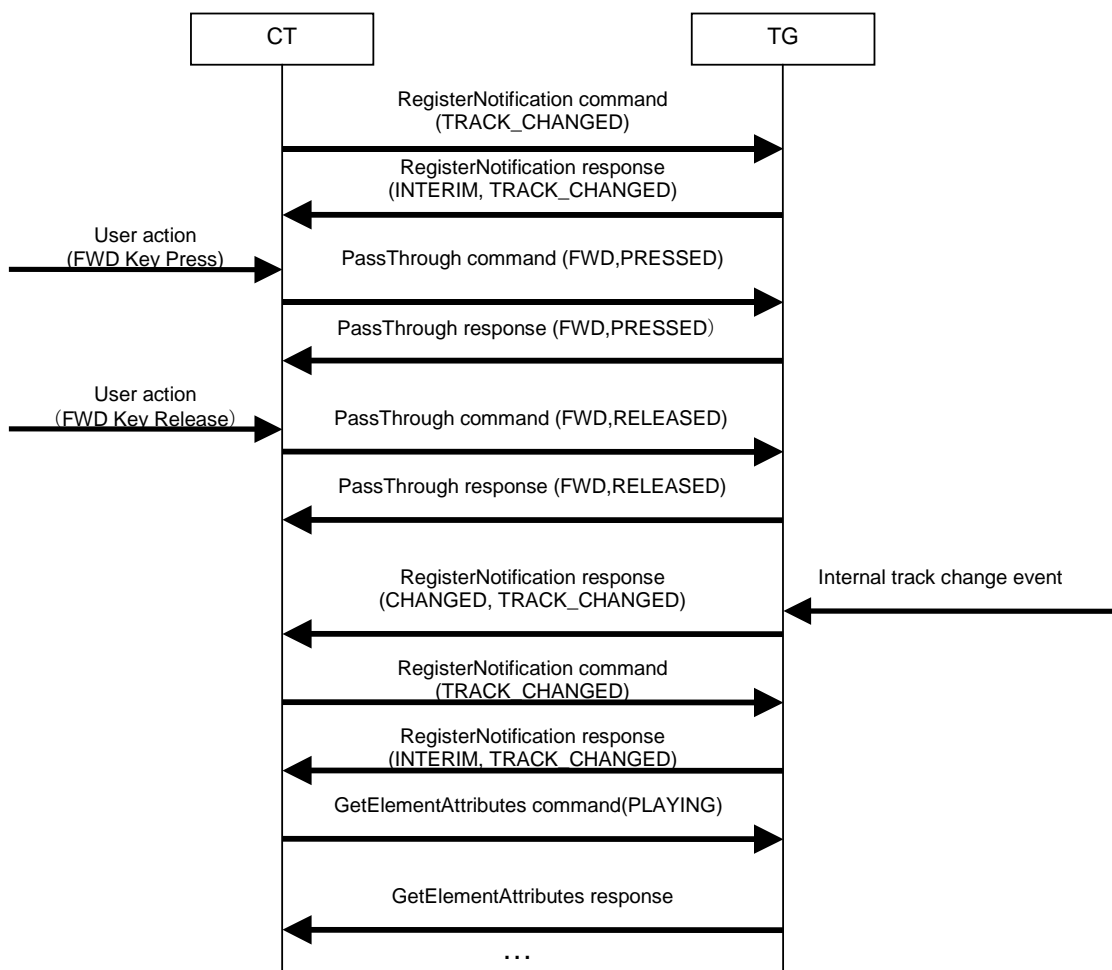 CT
TG
RegisterNotification command
(TRACK_CHANGED)
RegisterNotification response
(INTERIM, TRACK_CHANGED)
User action
(FWD Key Press)
PassThrough command (FWD,PRESSED)
PassThrough response (FWD,PRESSED）
User action
（FWD Key Release）
PassThrough command (FWD,RELEASED)
PassThrough response (FWD,RELEASED)
RegisterNotification response
(CHANGED, TRACK_CHANGED)
Internal track change event
RegisterNotification command
(TRACK_CHANGED)
RegisterNotification response
(INTERIM, TRACK_CHANGED)
GetElementAttributes command(PLAYING)
GetElementAttributes response
…